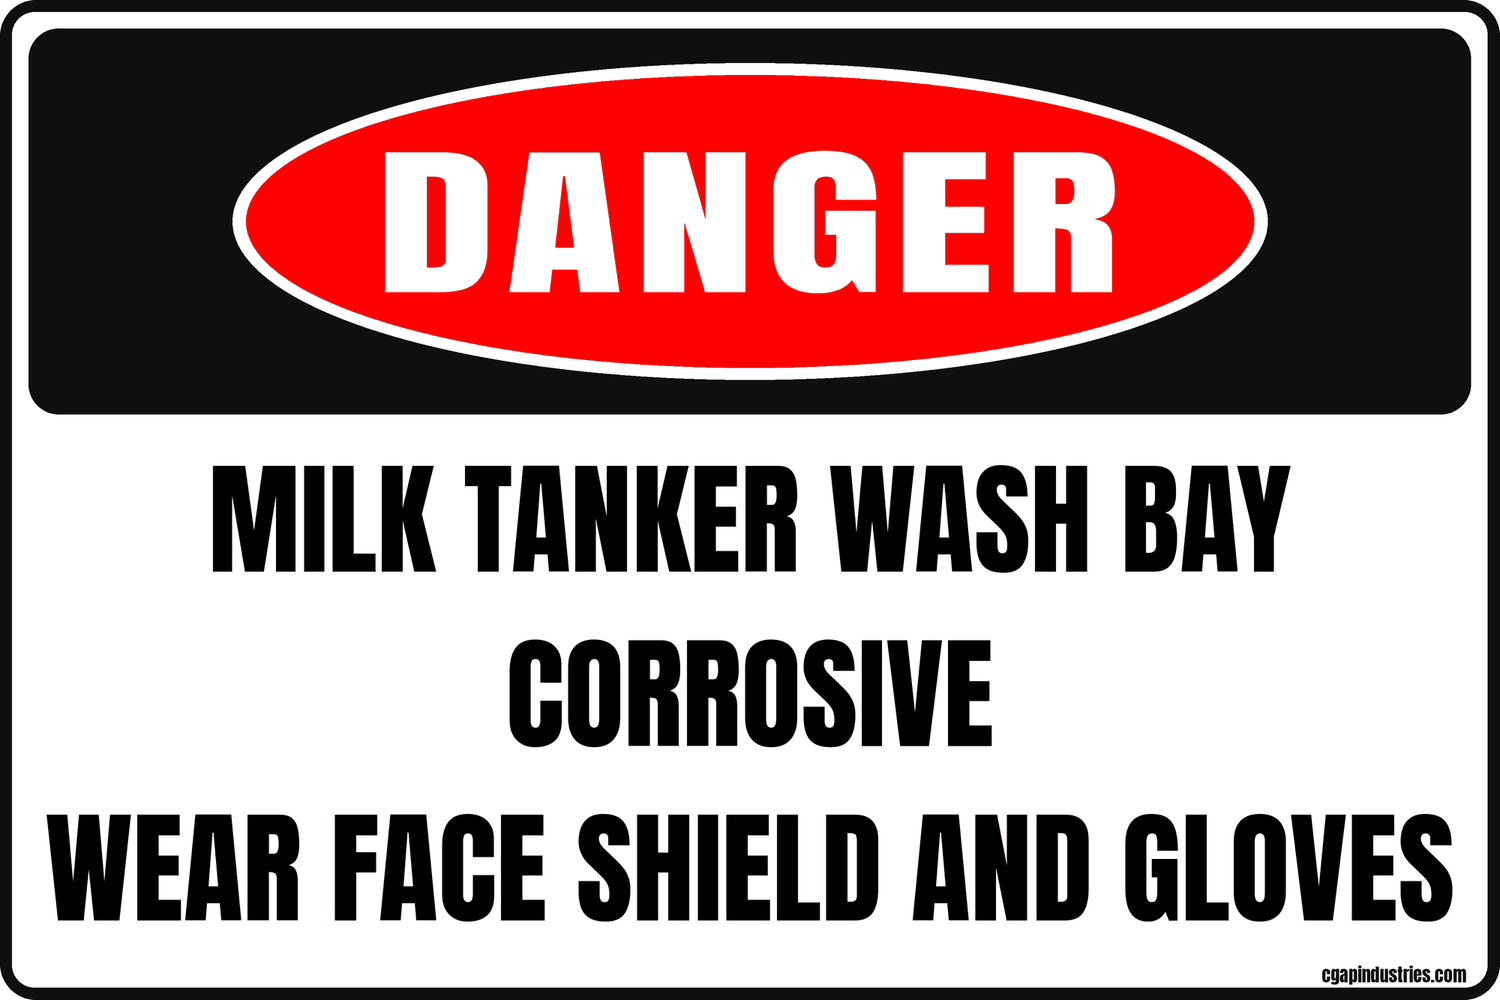 DANGER
MILK TANKER WASH BAY
CORROSIVE
WEAR FACE SHIELD AND GLOVES
cgapindustries.com